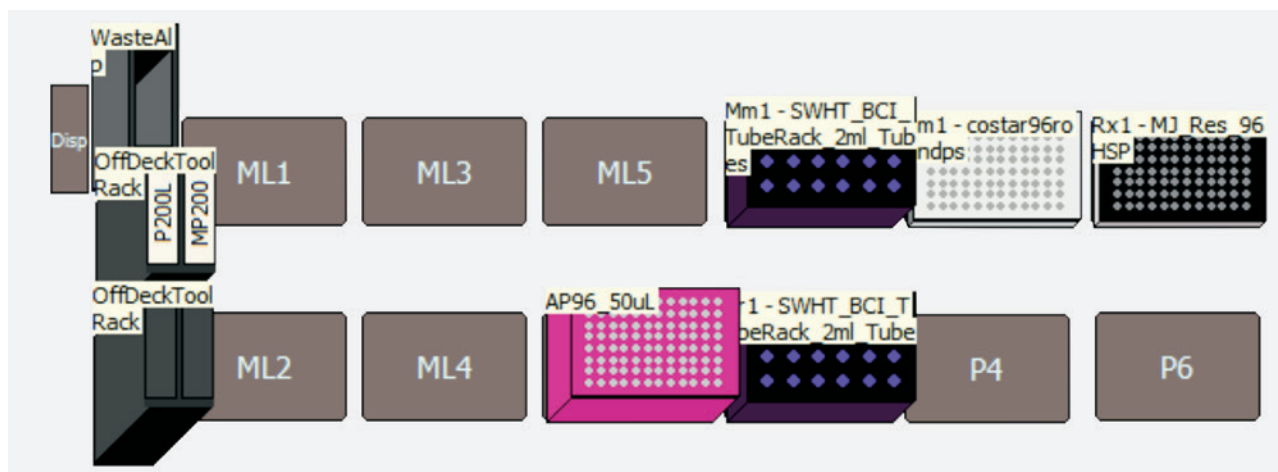 WasteAl
p
Disp
OffDeckTool
Rack
P200L
MP200
ML1
ML3
ML5
Mm1 - SWHT_BCI_
TubeRack_2ml_Tub
es
m1 - costar96ro
ndps
Rx1 - MJ_Res_96
HSP
OffDeckTool
Rack
ML2
ML4
AP96_50uL
r1 - SWHT_BCI_T
beRack_2ml_Tube
P4
P6